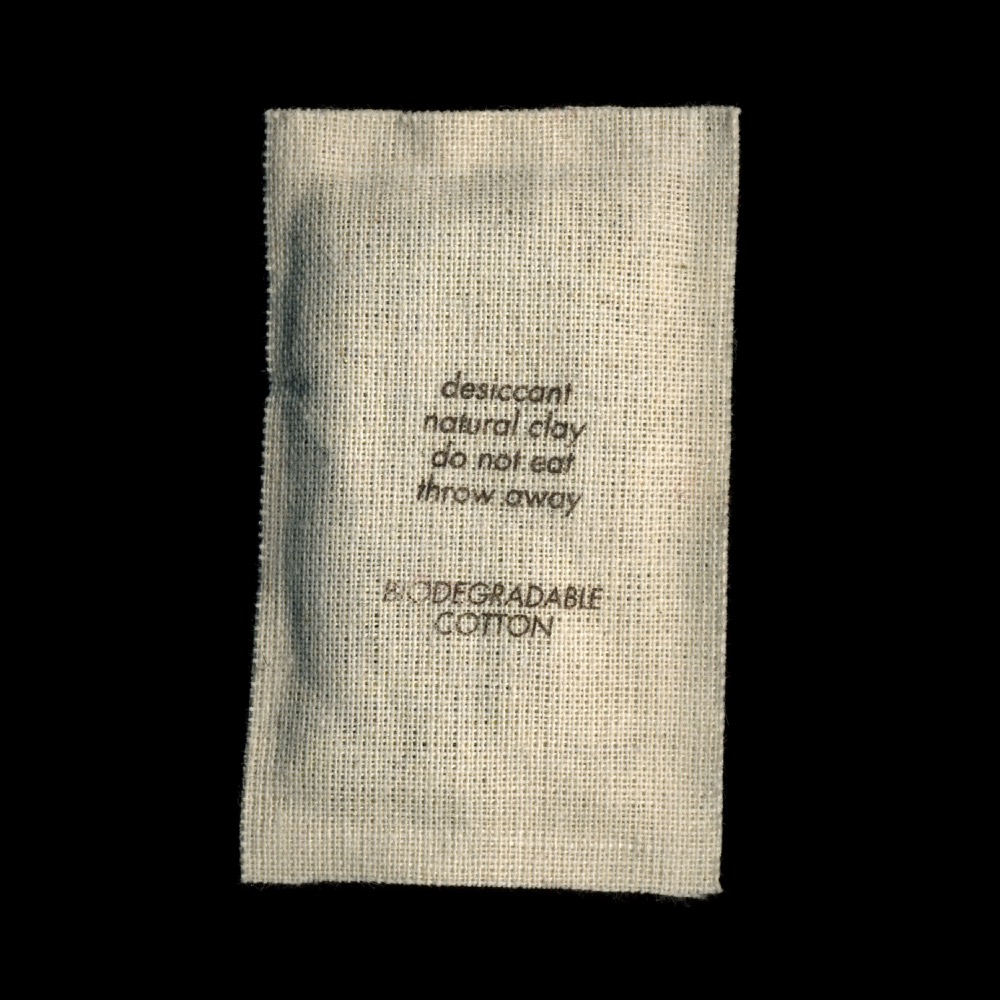 desiccant
natural clay
do not eat
throw away
BIODEGRADABLE
COTTON